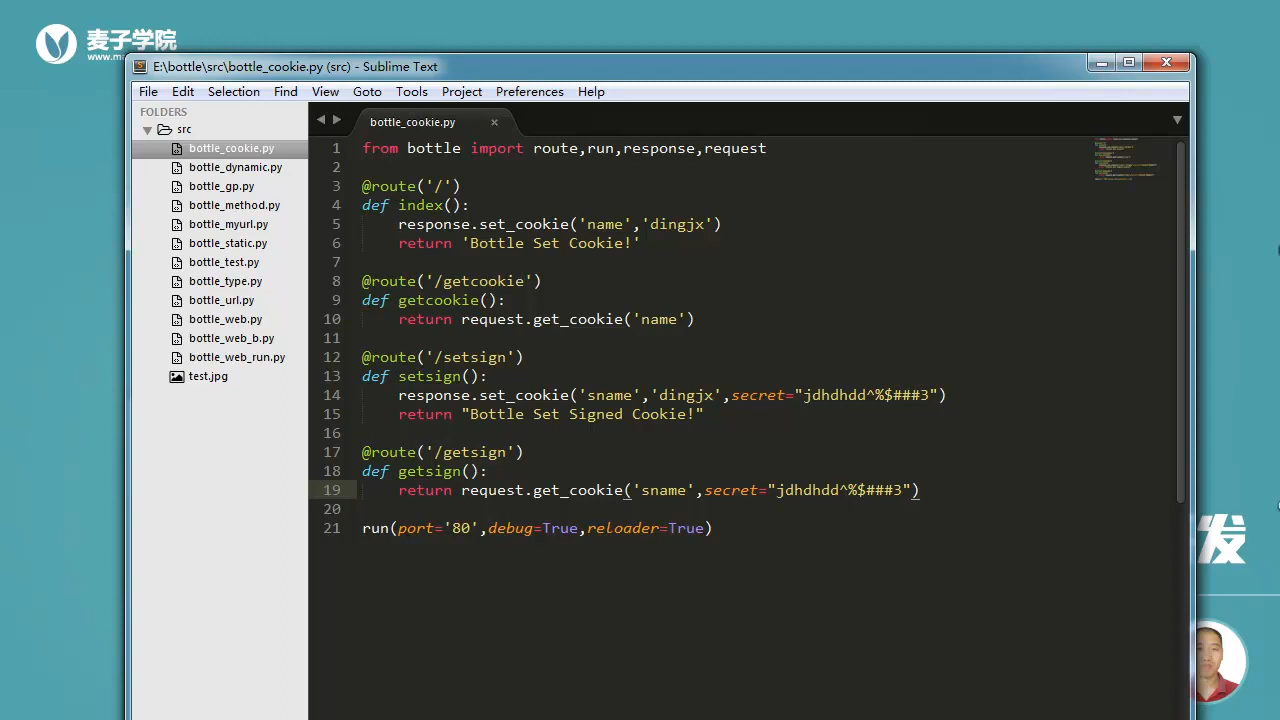 麦子学院
www.ma
E:\bottle\src\bottle_cookie.py (src) - Sublime Text
File Edit Selection Find View Goto Tools Project Preferences Help
FOLDERS
src
bottle_cookie.py
bottle_dynamic.py
bottle_gp.py
bottle_method.py
bottle_myurl.py
bottle_static.py
bottle_test.py
bottle_type.py
bottle_url.py
bottle_web.py
bottle_web_b.py
bottle_web_run.py
test.jpg
bottle_cookie.py
1 from bottle import route,run,response,request
2
3 @route('/')
4 def index():
5 response.set_cookie('name','dingjx')
6 return 'Bottle Set Cookie!'
7
8 @route('/getcookie')
9 def getcookie():
10 return request.get_cookie('name')
11
12 @route('/setsign')
13 def setsign():
14 response.set_cookie('sname','dingjx',secret="jdhdhdd^%$###3")
15 return "Bottle Set Signed Cookie!"
16
17 @route('/getsign')
18 def getsign():
19 return request.get_cookie('sname',secret="jdhdhdd^%$###3")
20
21 run(port='80',debug=True,reloader=True)
发